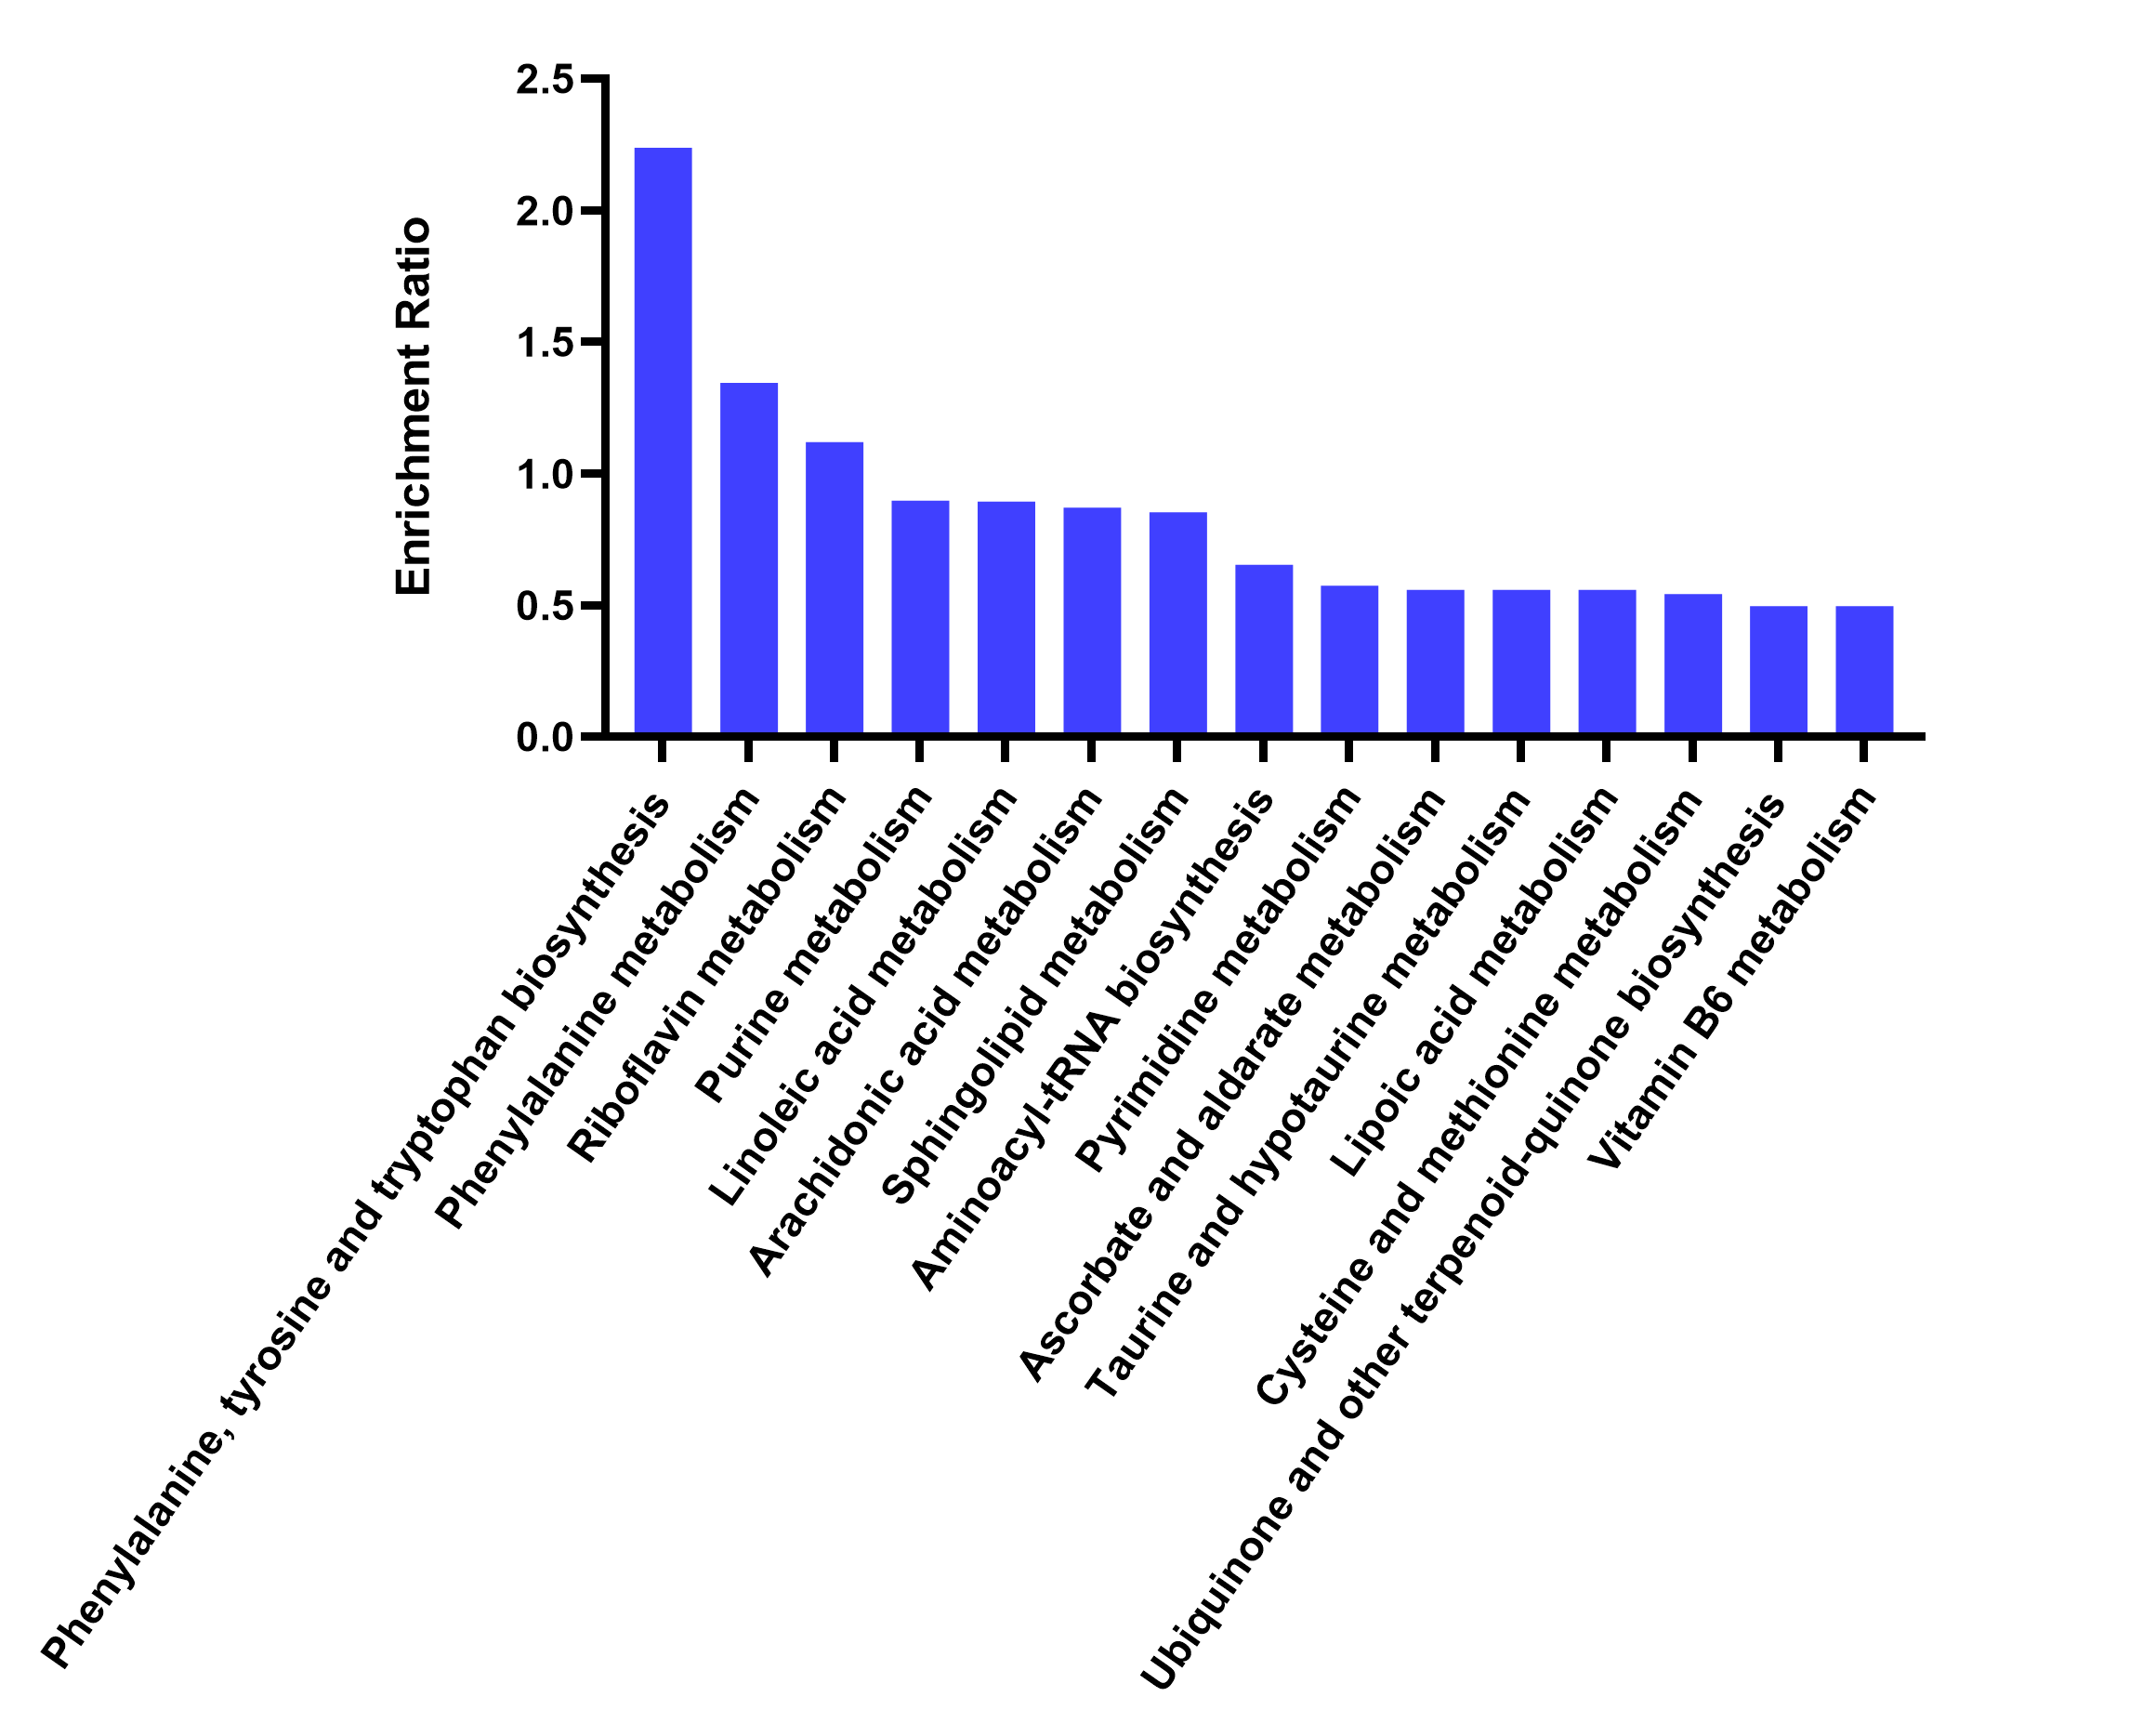 Enrichment Ratio
2.5
2.0
1.5
1.0
0.5
0.0
Phenylalanine, tyrosine and tryptophan biosynthesis
Phenylalanine metabolism
Riboflavin metabolism
Purine metabolism
Linoleic acid metabolism
Arachidonic acid metabolism
Sphingolipid metabolism
Aminoacyl-tRNA biosynthesis
Pyrimidine metabolism
Ascorbate and aldarate metabolism
Taurine and hypotaurine metabolism
Lipoic acid metabolism
Cysteine and methionine metabolism
Ubiquinone and other terpenoid-quinone biosynthesis
Vitamin B6 metabolism